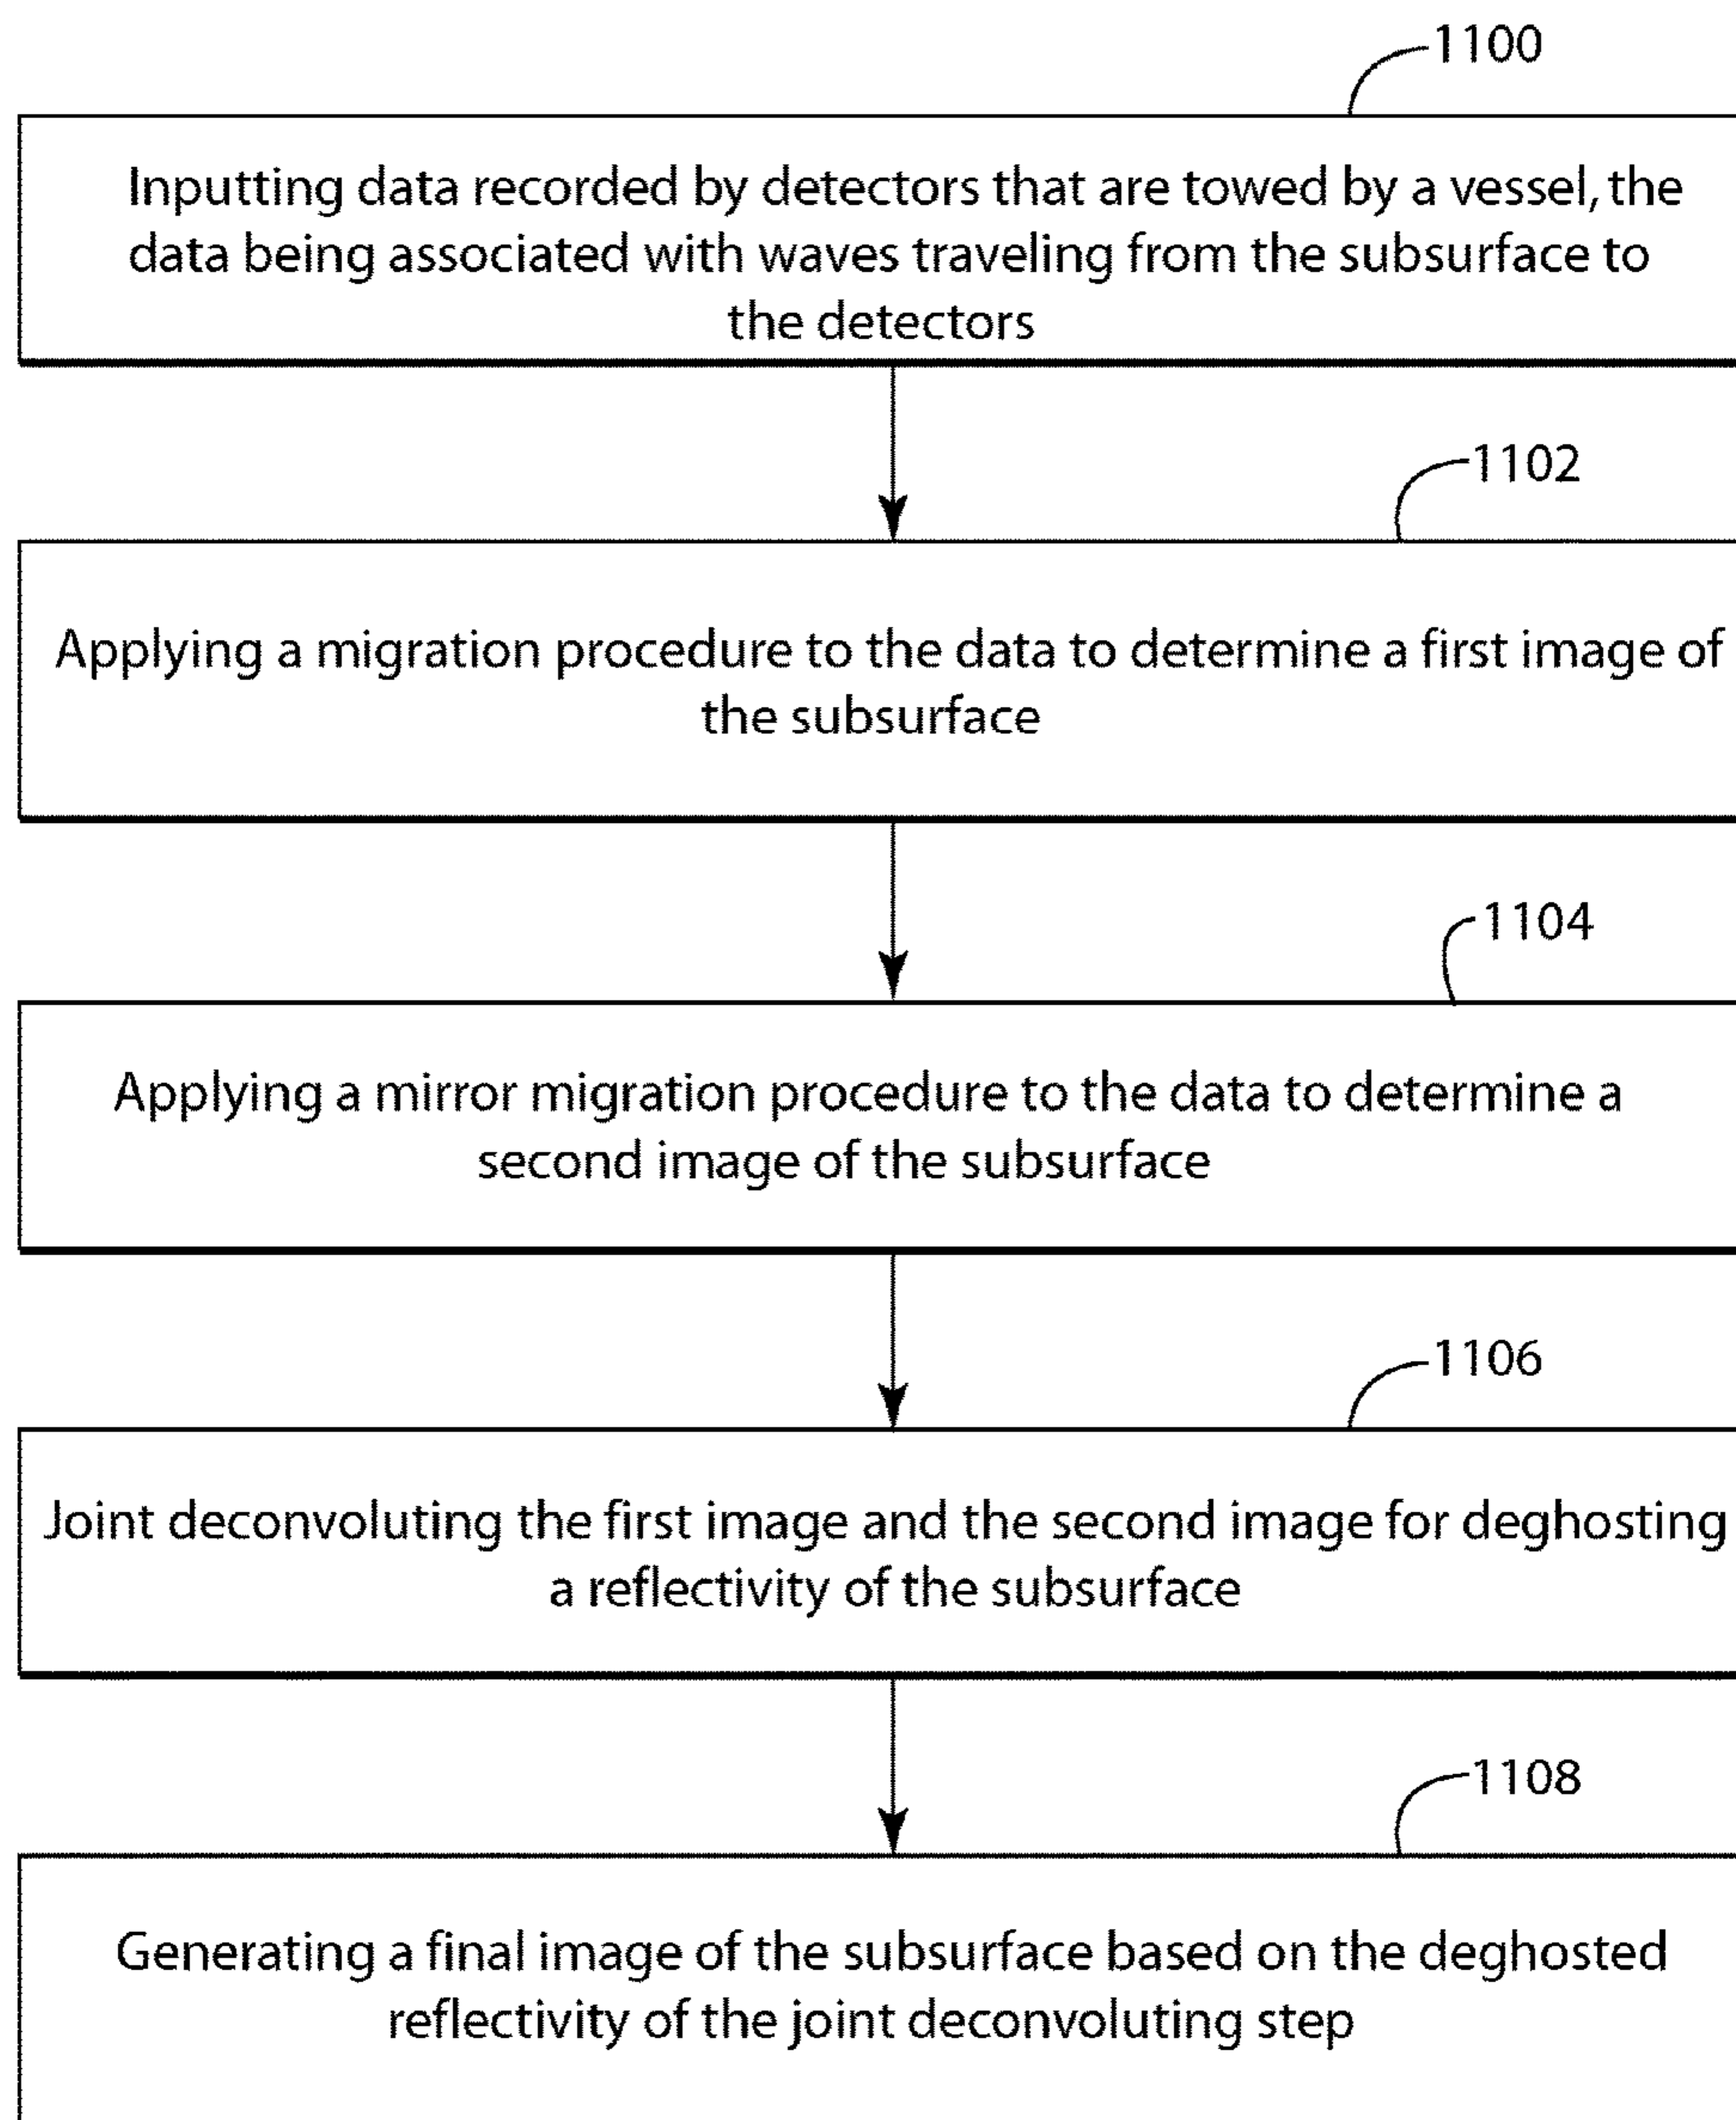 1100
Inputting data recorded by detectors that are towed by a vessel, the
data being associated with waves traveling from the subsurface to
the detectors
1102
Applying a migration procedure to the data to determine a first image of
the subsurface
1104
Applying a mirror migration procedure to the data to determine a
second image of the subsurface
1106
Joint deconvoluting the first image and the second image for deghosting
a reflectivity of the subsurface
1108
Generating a final image of the subsurface based on the deghosted
reflectivity of the joint deconvoluting step